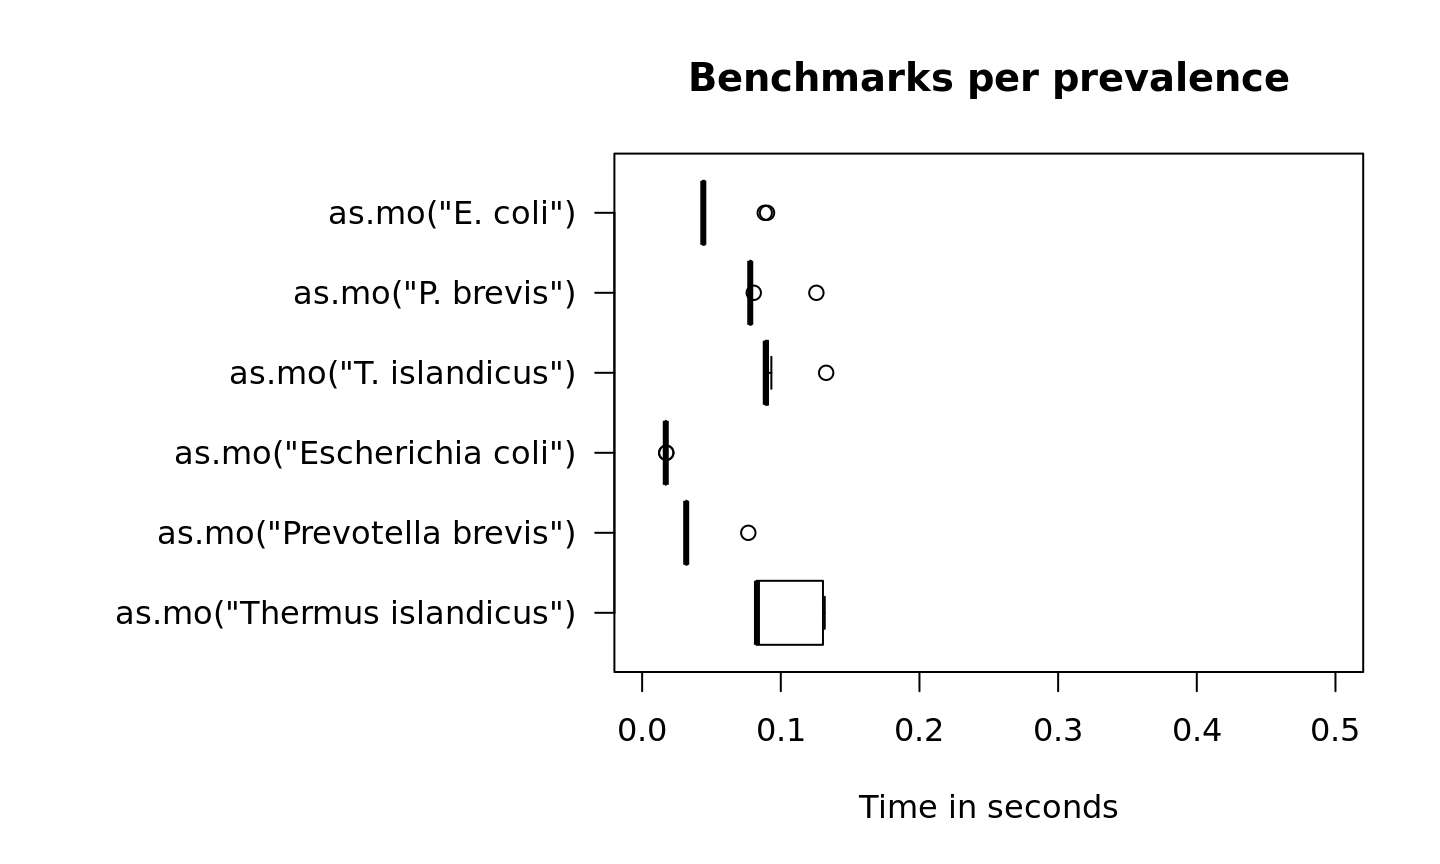 Benchmarks per prevalence
as.mo("E. coli")
as.mo("P. brevis")
as.mo("T. islandicus")
as.mo("Escherichia coli")
as.mo("Prevotella brevis")
as.mo("Thermus islandicus")
0.0 0.1 0.2 0.3 0.4 0.5
Time in seconds